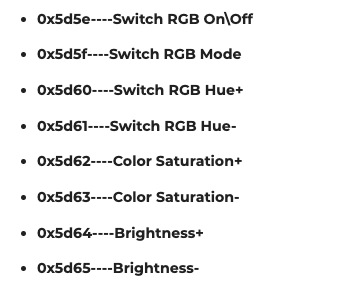 • 0x5d5e----Switch RGB On\Off
• 0x5d5f----Switch RGB Mode
• 0x5d60----Switch RGB Hue+
• 0x5d61----Switch RGB Hue-
• 0x5d62----Color Saturation+
• 0x5d63----Color Saturation-
• 0x5d64----Brightness+
• 0x5d65----Brightness-